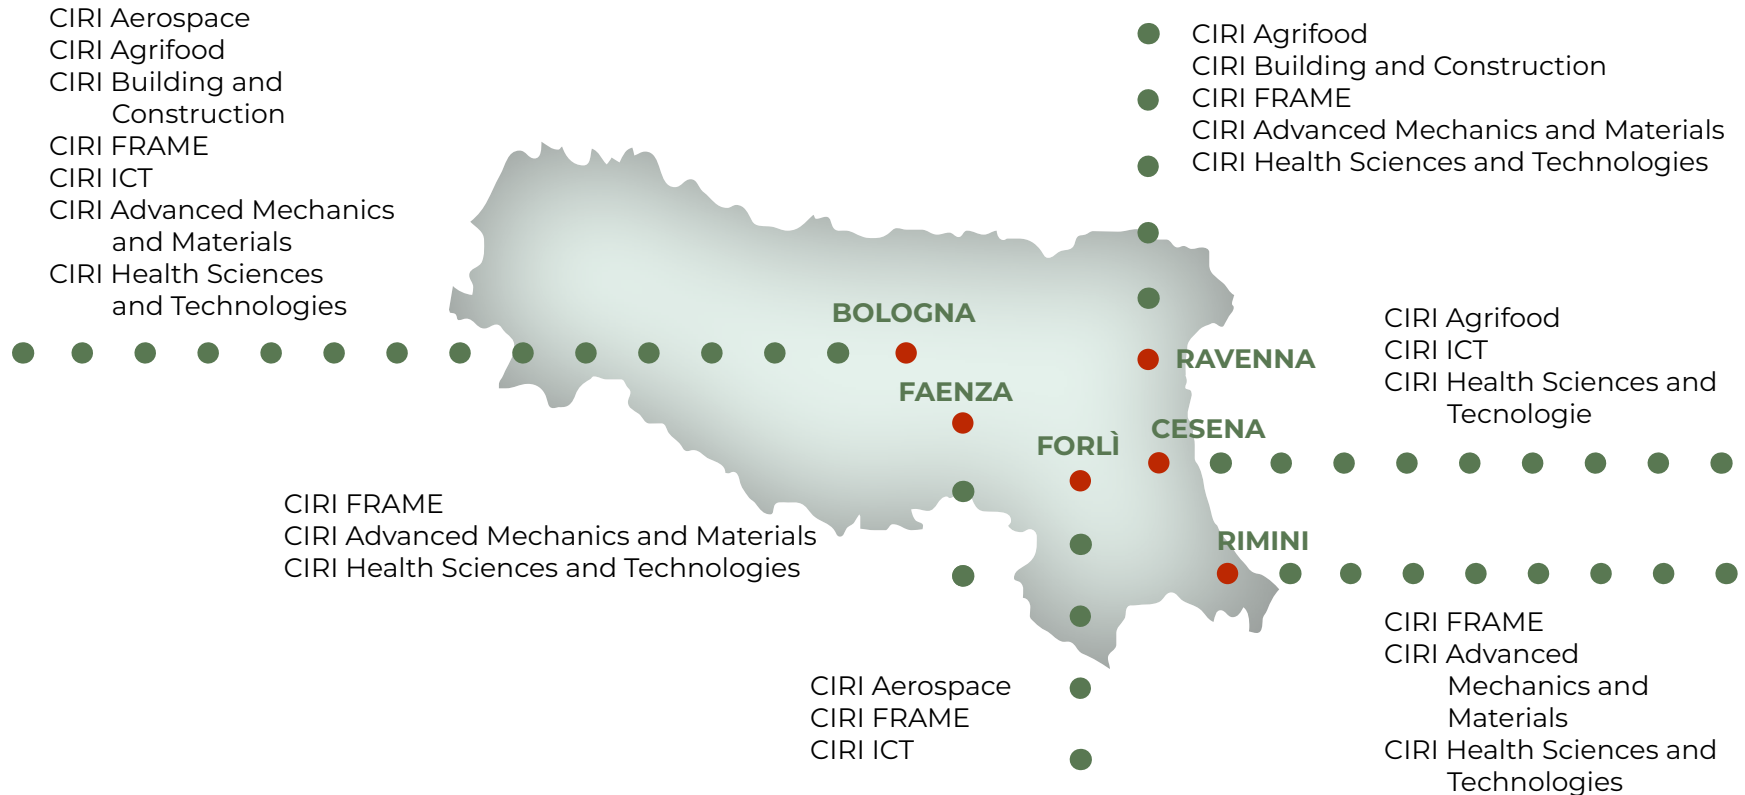 CIRI Aerospace
CIRI Agrifood
CIRI Building and
Construction
CIRI FRAME
CIRI ICT
CIRI Advanced Mechanics
and Materials
CIRI Health Sciences
and Technologies
CIRI Agrifood
CIRI Building and Construction
CIRI FRAME
CIRI Advanced Mechanics and Materials
CIRI Health Sciences and Technologies
BOLOGNA
RAVENNA
FAENZA
CESENA
FORLÌ
RIMINI
CIRI Agrifood
CIRI ICT
CIRI Health Sciences and
Tecnologie
CIRI FRAME
CIRI Advanced Mechanics and Materials
CIRI Health Sciences and Technologies
CIRI Aerospace
CIRI FRAME
CIRI ICT
CIRI FRAME
CIRI Advanced
Mechanics and
Materials
CIRI Health Sciences and
Technologies